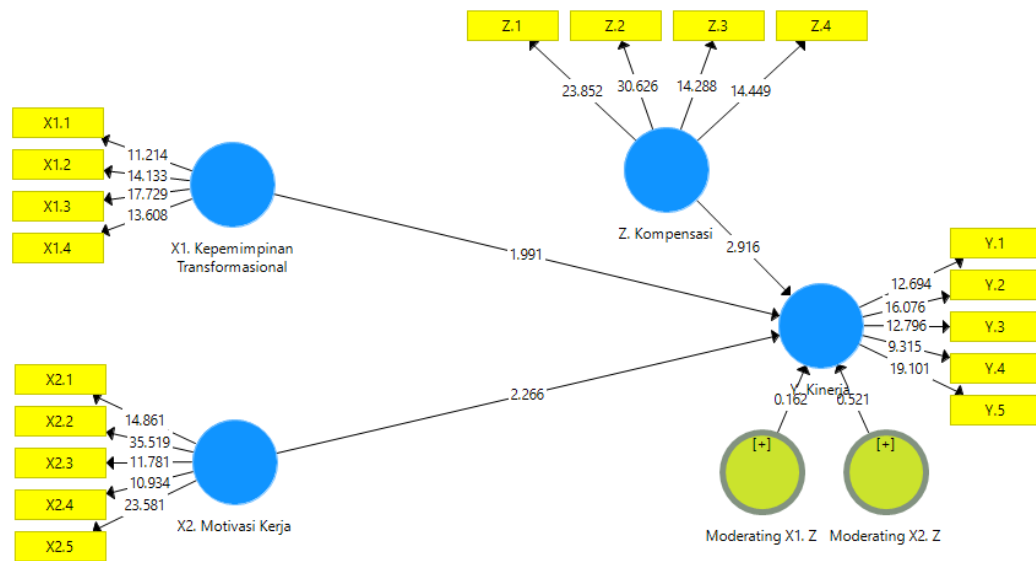 Z.1
Z.2
Z.3
Z.4
23.852
30.626
14.288
14.449
X1.1
X1.2
X1.3
X1.4
11.214
14.133
17.729
13.608
X1. Kepemimpinan
Transformasional
Z. Kompensasi
1.991
2.916
Y.1
Y.2
Y.3
Y.4
Y.5
12.694
16.076
12.796
9.315
19.101
Y. Kinerja
X2.1
X2.2
X2.3
X2.4
X2.5
14.861
35.519
11.781
10.934
23.581
X2. Motivasi Kerja
2.266
0.162
0.521
[+]
[+]
Moderating X1. Z
Moderating X2. Z